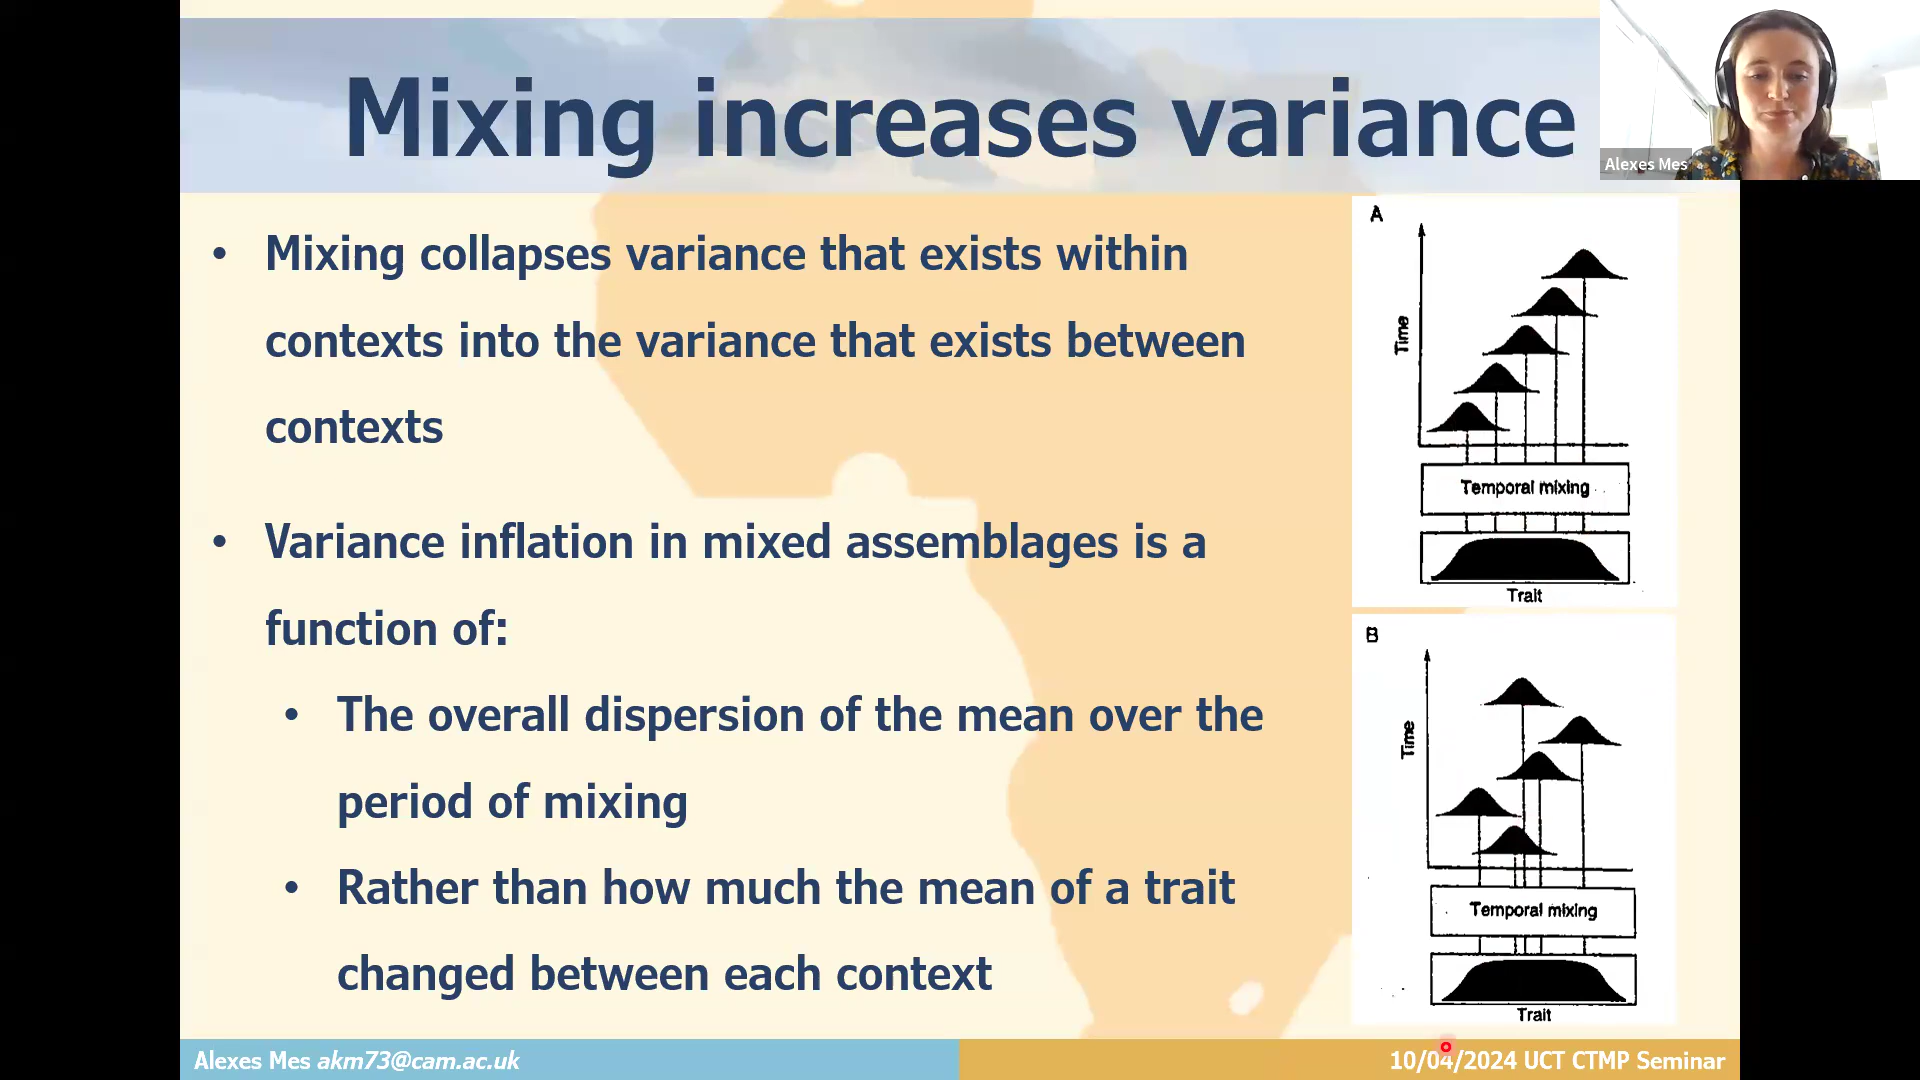 Mixing increases variance
Alexes Mes
• Mixing collapses variance that exists within
contexts into the variance that exists between
contexts
• Variance inflation in mixed assemblages is a
function of:
• The overall dispersion of the mean over the
period of mixing
• Rather than how much the mean of a trait
changed between each context
A
Time
Temporal mixing
Trait
B
Time
Temporal mixing
Trait
Alexes Mes akm73@cam.ac.uk
10/04/2024 UCT CTMP Seminar